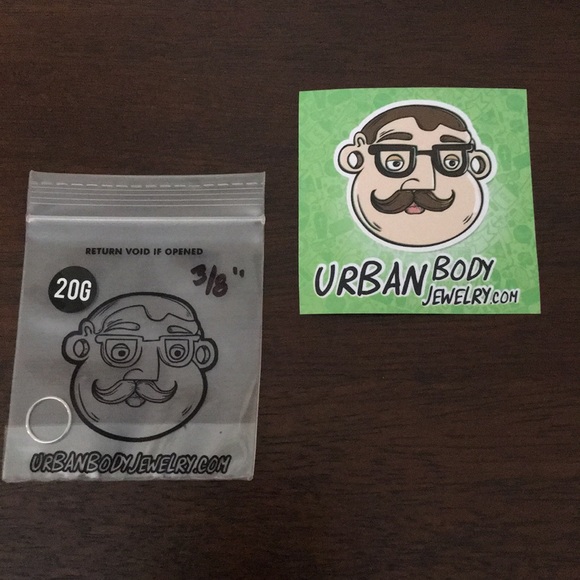 RETURN VOID IF OPENED
20G
3/8"
URBANBODYJEWELRY.COM
URBAN BODY
JEWELRY.COM